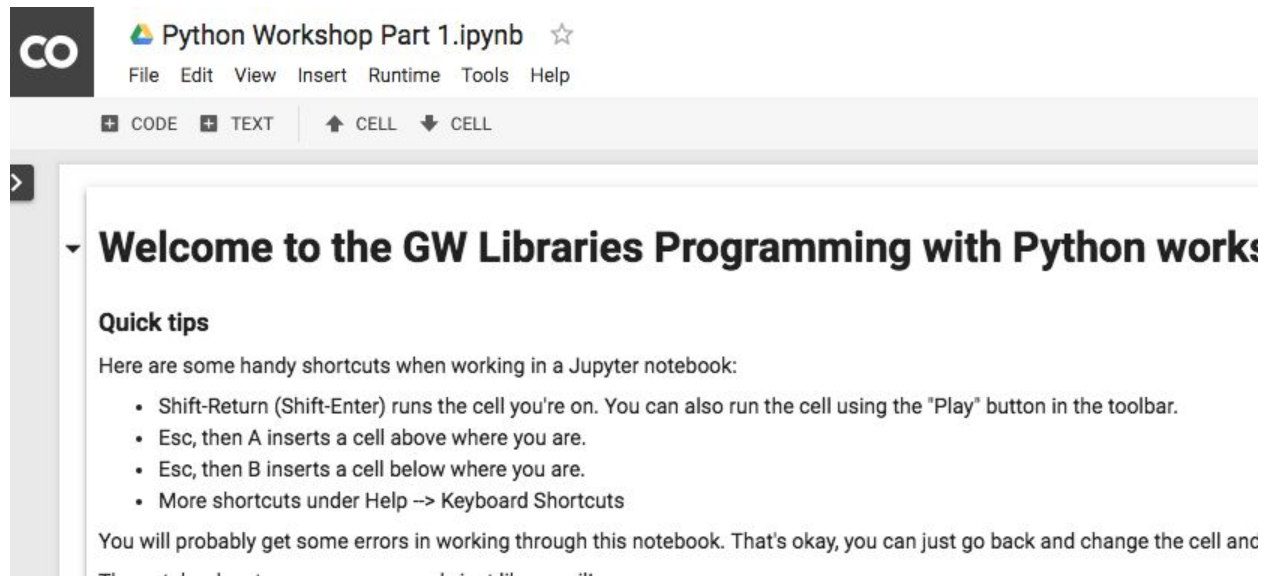 CO
Python Workshop Part 1.ipynb
File Edit View Insert Runtime Tools Help
CODE TEXT CELL CELL
Welcome to the GW Libraries Programming with Python works
Quick tips
Here are some handy shortcuts when working in a Jupyter notebook:
• Shift-Return (Shift-Enter) runs the cell you're on. You can also run the cell using the "Play" button in the toolbar.
• Esc, then A inserts a cell above where you are.
• Esc, then B inserts a cell below where you are.
• More shortcuts under Help --> Keyboard Shortcuts
You will probably get some errors in working through this notebook. That's okay, you can just go back and change the cell and